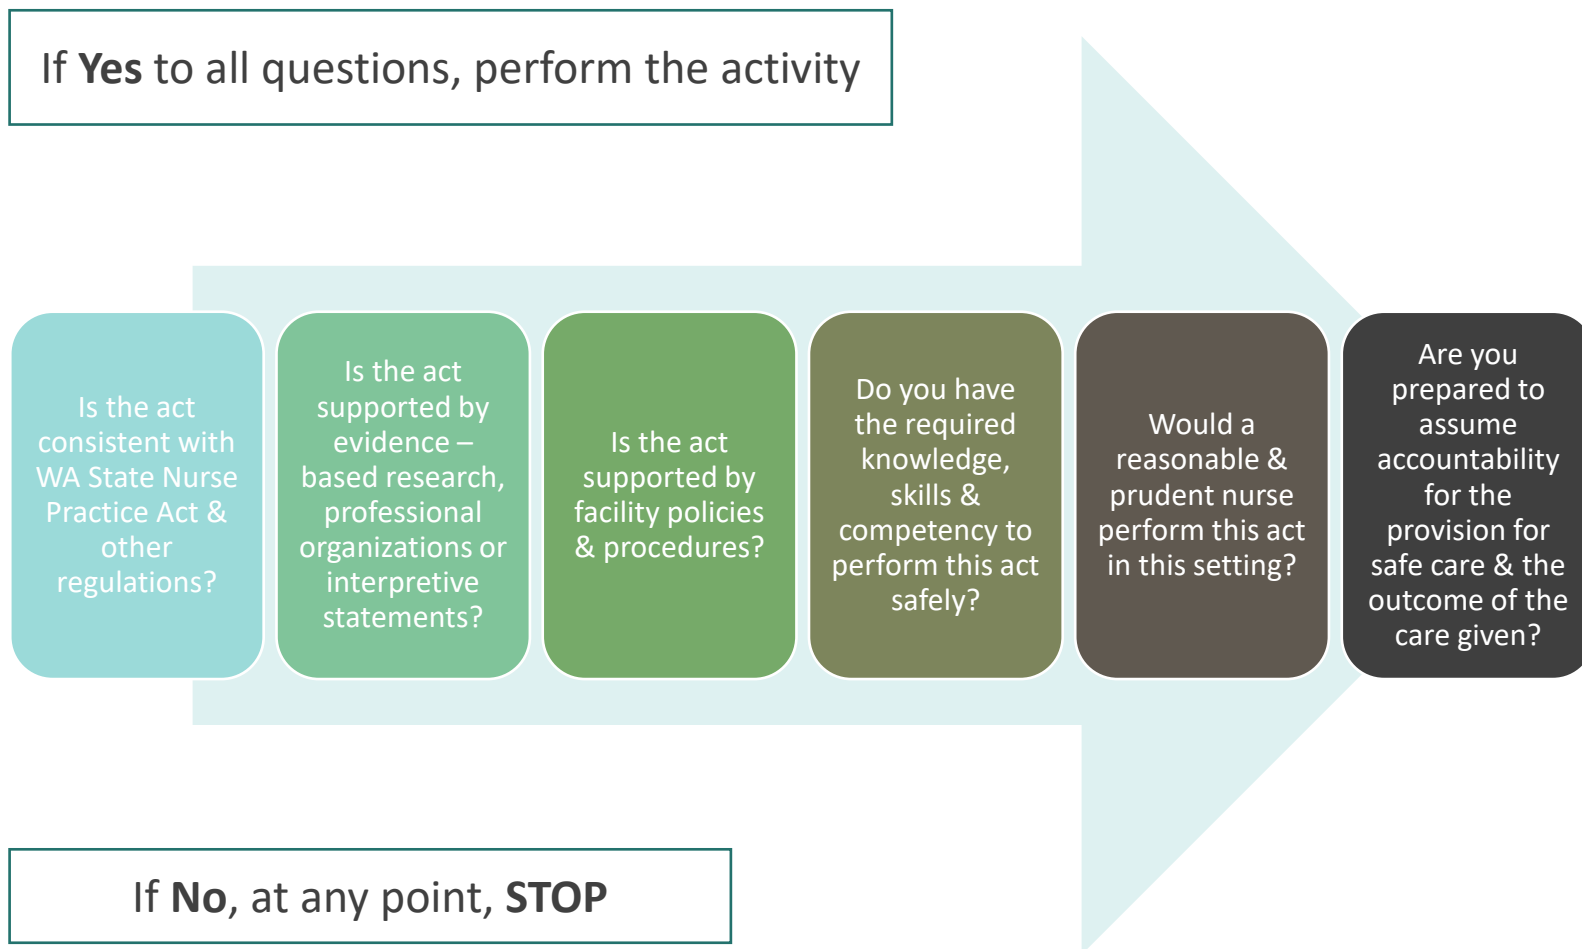 If Yes to all questions, perform the activity
Is the act
consistent with
WA State Nurse
Practice Act &
other
regulations?
Is the act
supported by
evidence –
based research,
professional
organizations or
interpretive
statements?
Is the act
supported by
facility policies
& procedures?
Do you have
the required
knowledge,
skills &
competency to
perform this act
safely?
Would a
reasonable &
prudent nurse
perform this act
in this setting?
Are you
prepared to
assume
accountability
for the
provision for
safe care & the
outcome of the
care given?
If No, at any point, STOP